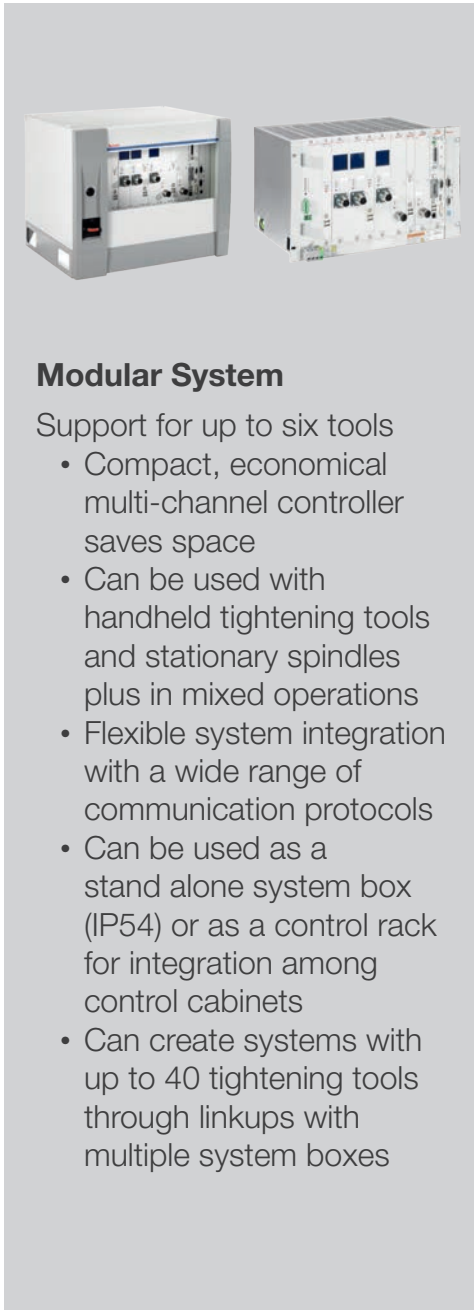 Modular System
Support for up to six tools
• Compact, economical
multi-channel controller
saves space
• Can be used with
handheld tightening tools
and stationary spindles
plus in mixed operations
• Flexible system integration
with a wide range of
communication protocols
• Can be used as a
stand alone system box
(IP54) or as a control rack
for integration among
control cabinets
• Can create systems with
up to 40 tightening tools
through linkups with
multiple system boxes